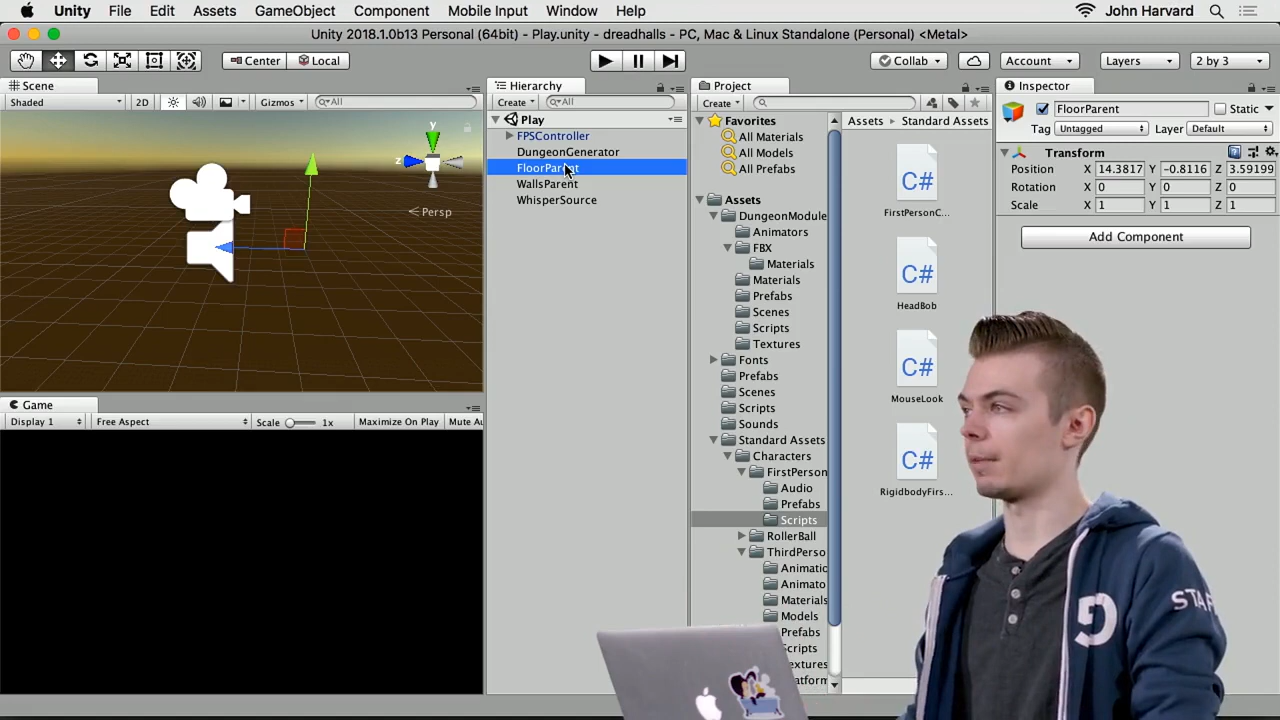 Unity File Edit Assets GameObject Component Mobile Input Window Help John Harvard
Unity 2018.1.0b13 Personal (64bit) - Play.unity - dreadhalls - PC, Mac & Linux Standalone (Personal) <Metal>
Center Local Collab Account Layers 2 by 3
Scene
Shaded 2D Gizmos All
y
z
Persp
Game
Display 1 Free Aspect Scale 1x Maximize On Play Mute Au
Hierarchy
Create All
Play
FPSController
DungeonGenerator
FloorParent
WallsParent
WhisperSource
Project
Create
Favorites
All Materials
All Models
All Prefabs
Assets
DungeonModule
Animators
FBX
Materials
Materials
Prefabs
Scenes
Scripts
Textures
Fonts
Prefabs
Scenes
Scripts
Sounds
Standard Assets
Characters
FirstPerson
Audio
Prefabs
Scripts
RollerBall
ThirdPerso
Animatio
Animato
Materials
Models
Prefabs
Scripts
extures
latform
Assets Standard Assets
C#
FirstPersonC...
C#
HeadBob
C#
MouseLook
C#
RigidbodyFirs...
Inspector
FloorParent Static
Tag Untagged Layer Default
Transform
Position X 14.3817 Y -0.8116 Z 3.59199
Rotation X 0 Y 0 Z 0
Scale X 1 Y 1 Z 1
Add Component
STAF